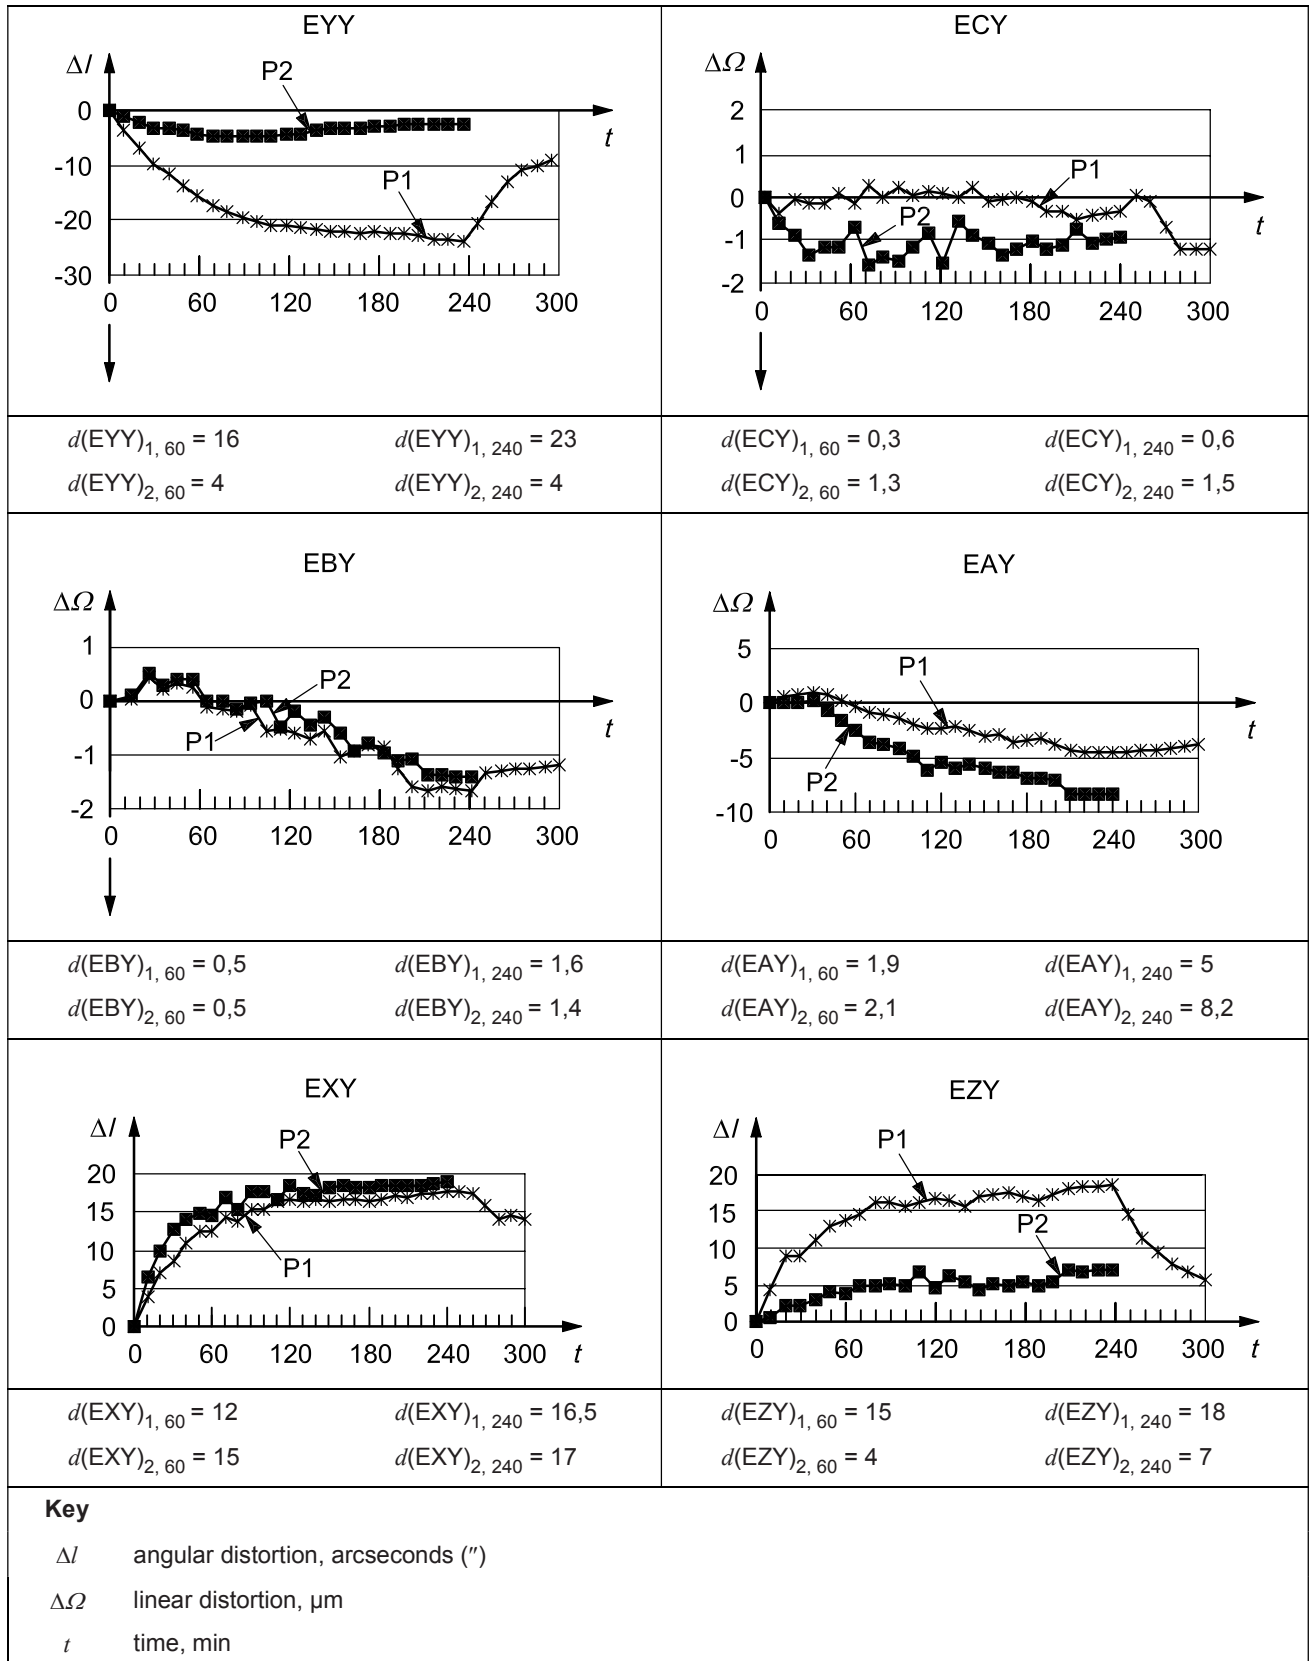 EYY
Δl
P2
0
t
-10
P1
-20
-30
0 60 120 180 240 300
d(EYY)1, 60 = 16 d(EYY)1, 240 = 23
d(EYY)2, 60 = 4 d(EYY)2, 240 = 4
ECY
ΔΩ
2
1
P1
0
P2
t
-1
-2
0 60 120 180 240 300
d(ECY)1, 60 = 0,3 d(ECY)1, 240 = 0,6
d(ECY)2, 60 = 1,3 d(ECY)2, 240 = 1,5
EBY
ΔΩ
1
P2
0
t
P1
-1
-2
0 60 120 180 240 300
d(EBY)1, 60 = 0,5 d(EBY)1, 240 = 1,6
d(EBY)2, 60 = 0,5 d(EBY)2, 240 = 1,4
EAY
ΔΩ
5
P1
0
t
-5
P2
-10
0 60 120 180 240 300
d(EAY)1, 60 = 1,9 d(EAY)1, 240 = 5
d(EAY)2, 60 = 2,1 d(EAY)2, 240 = 8,2
EXY
Δl
P2
20
15
10
P1
5
0
0 60 120 180 240 300 t
d(EXY)1, 60 = 12 d(EXY)1, 240 = 16,5
d(EXY)2, 60 = 15 d(EXY)2, 240 = 17
EZY
Δl
P1
20
15
P2
10
5
0
0 60 120 180 240 300 t
d(EZY)1, 60 = 15 d(EZY)1, 240 = 18
d(EZY)2, 60 = 4 d(EZY)2, 240 = 7
Key
Δl angular distortion, arcseconds (″)
ΔΩ linear distortion, µm
t time, min